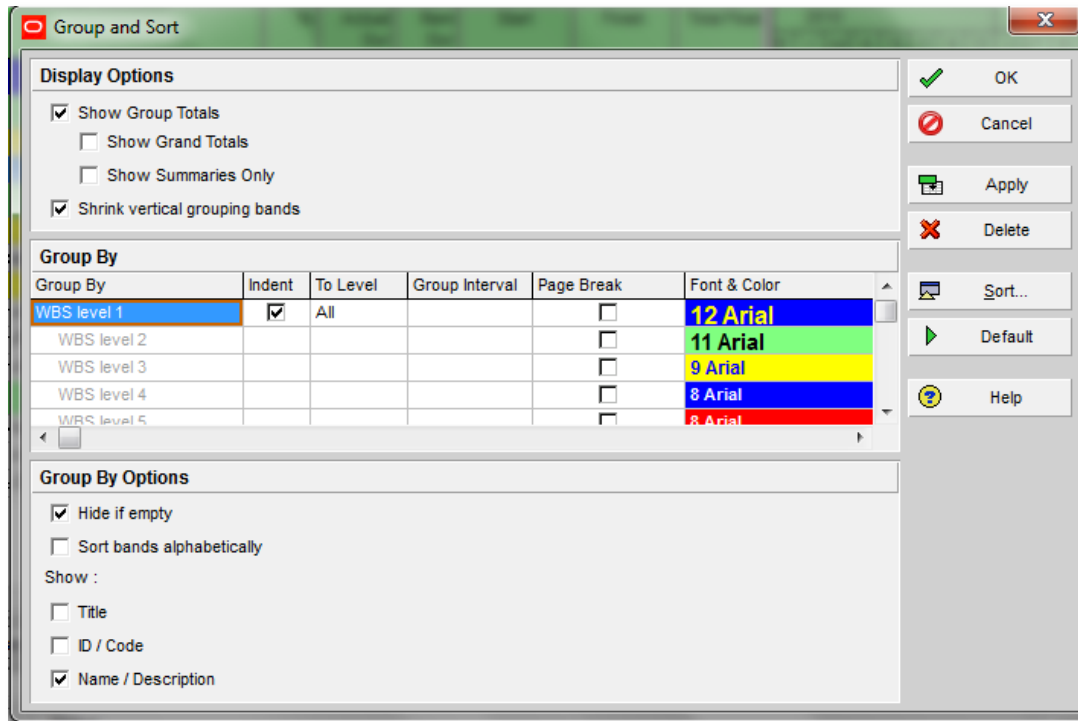 Group and Sort
Display Options
Show Group Totals
Show Grand Totals
Show Summaries Only
Shrink vertical grouping bands
Group By
Group By Indent To Level Group Interval Page Break Font & Color
WBS level 1 All 12 Arial
WBS level 2 11 Arial
WBS level 3 9 Arial
WBS level 4 8 Arial
WBS level 5 8 Arial
Group By Options
Hide if empty
Sort bands alphabetically
Show :
Title
ID / Code
Name / Description
OK
Cancel
Apply
Delete
Sort...
Default
Help